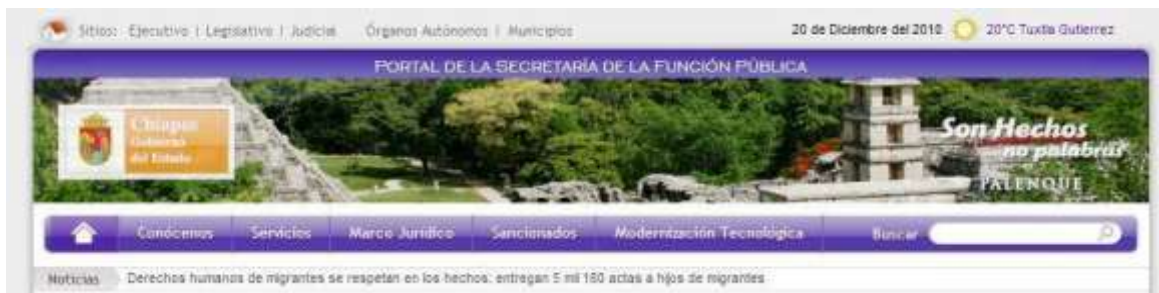 Sitios: Ejecutivo | Legislativo | Judicial Órganos Autónomos | Municipios 20 de Diciembre del 2010 20°C Tuxtla Gutierrez
PORTAL DE LA SECRETARÍA DE LA FUNCIÓN PÚBLICA
Chiapas
Gobierno
del Estado
Son Hechos
no palabras
PALENQUE
Conócenos Servicios Marco Jurídico Sancionados Modernización Tecnológica Buscar
Noticias Derechos humanos de migrantes se respetan en los hechos: entregan 5 mil 160 actas a hijos de migrantes